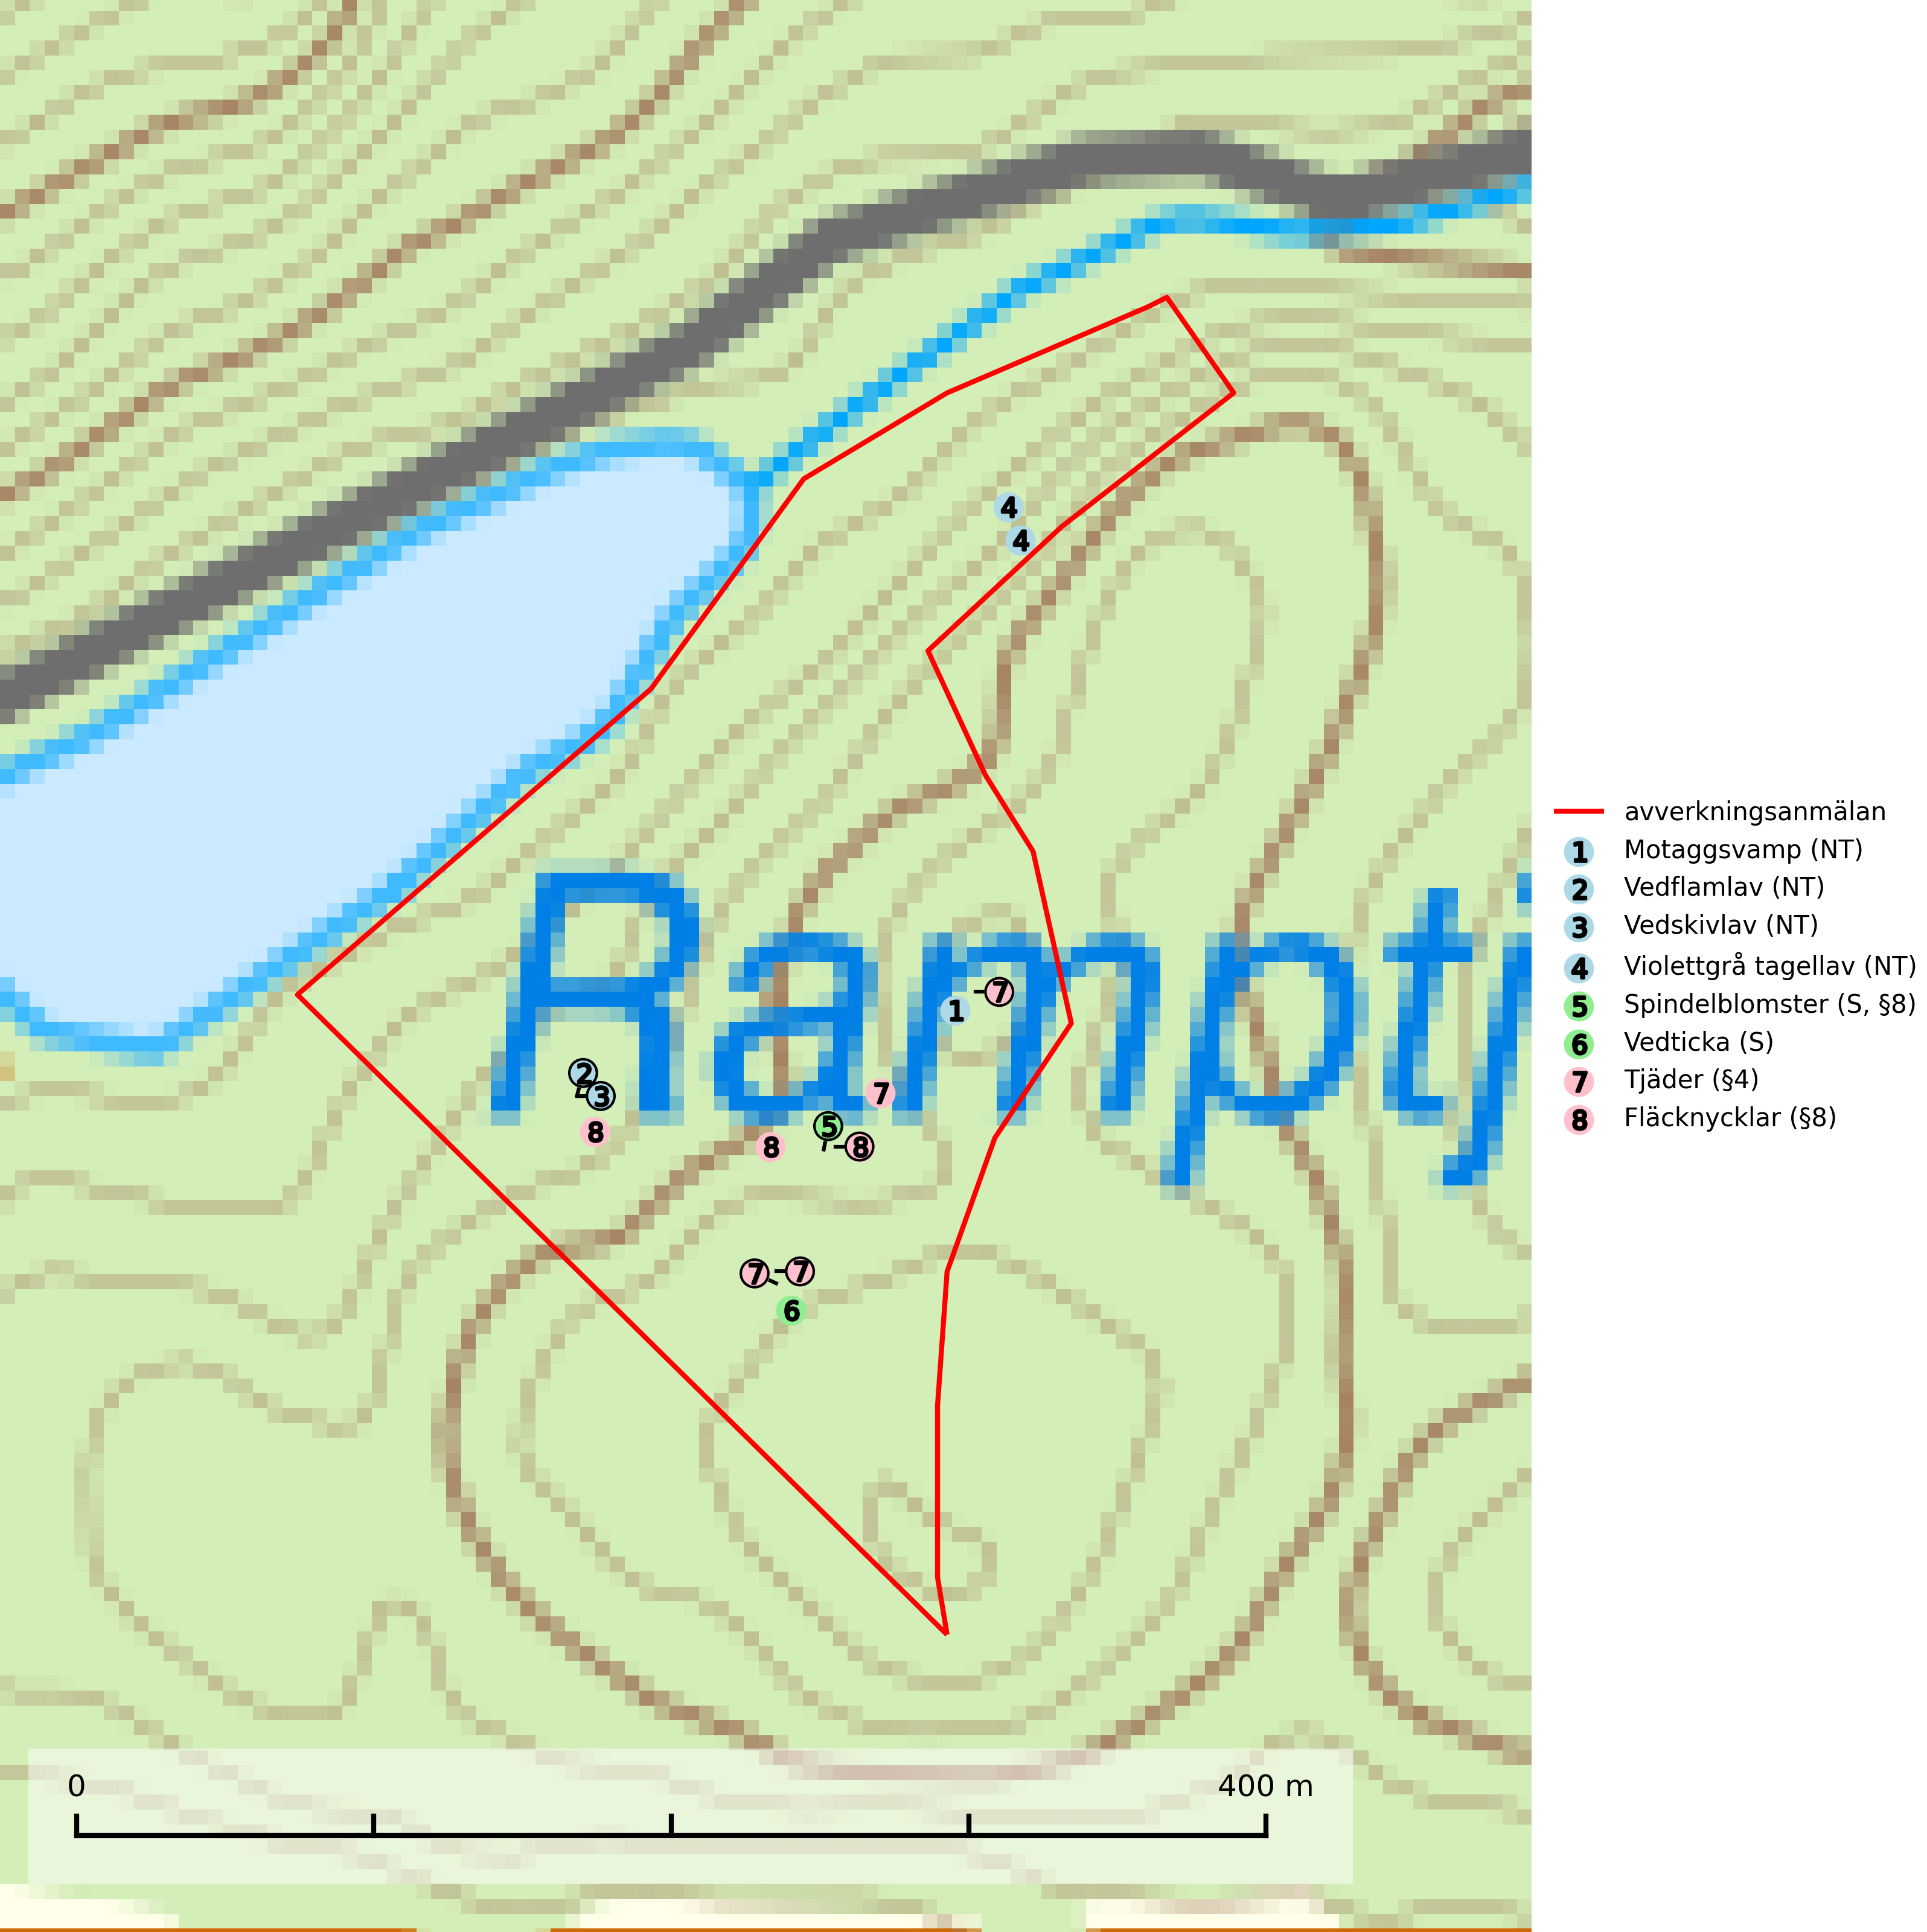 4
4
Ramptj
1
7
2
3
7
8
5
8
8
7
7
6
avverkningsanmälan
1 Motaggsvamp (NT)
2 Vedflamlav (NT)
3 Vedskivlav (NT)
4 Violettgrå tagellav (NT)
5 Spindelblomster (S, §8)
6 Vedticka (S)
7 Tjäder (§4)
8 Fläcknycklar (§8)
0 400 m